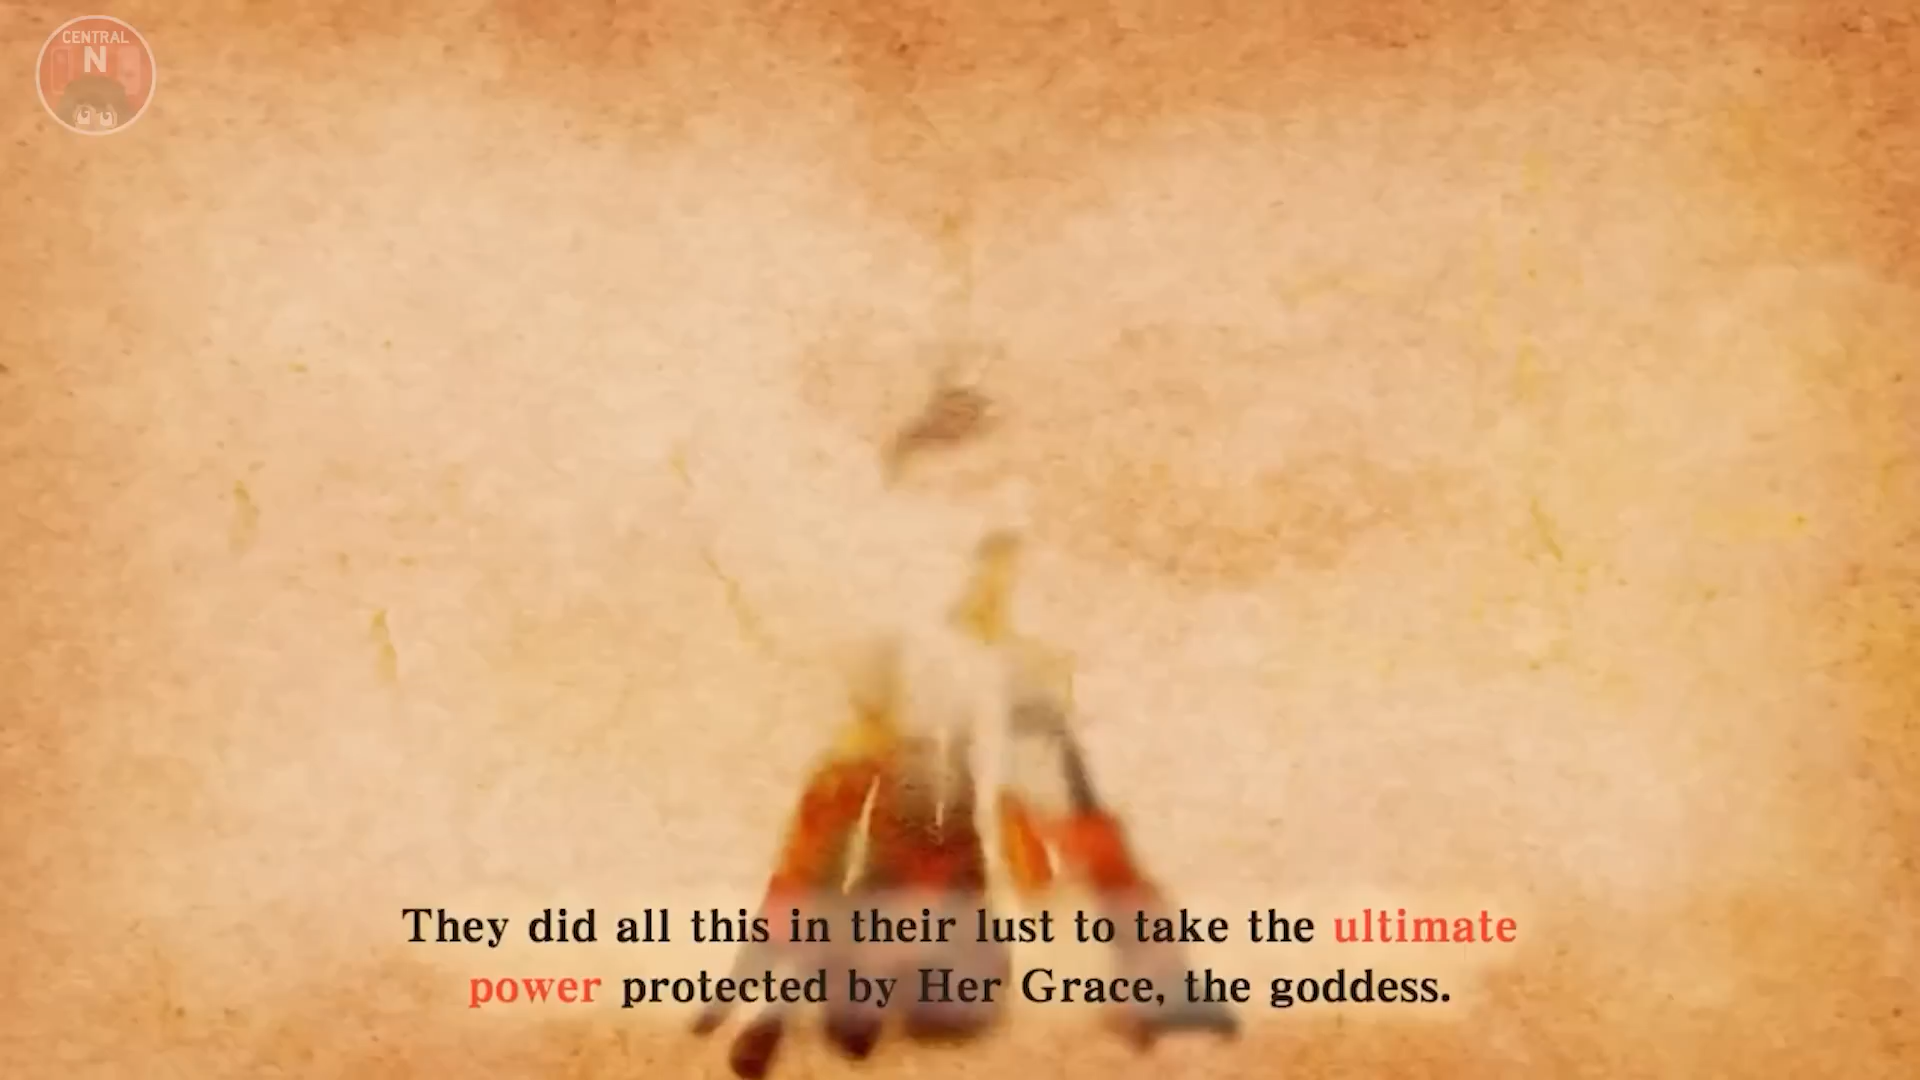 CENTRAL
N
They did all this in their lust to take the ultimate
power protected by Her Grace, the goddess.